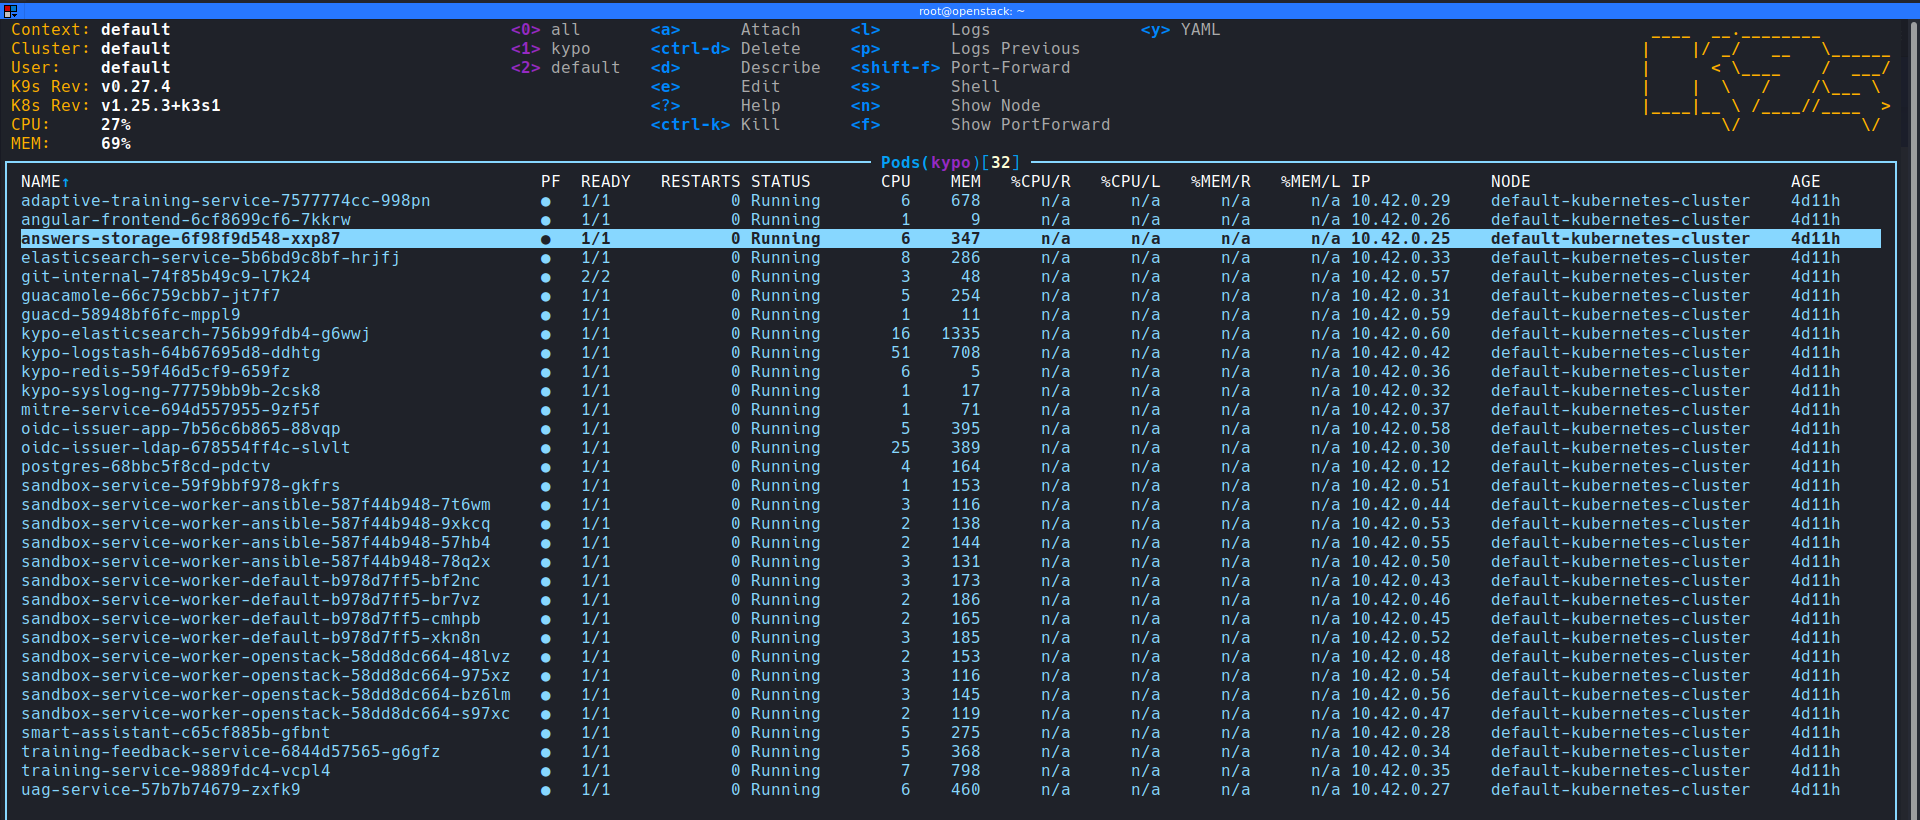 root@openstack: ~
Context: default <0> all <a> Attach <l> Logs <y> YAML
Cluster: default <1> kypo <ctrl-d> Delete <p> Logs Previous
User: default <2> default <d> Describe <shift-f> Port-Forward
K9s Rev: v0.27.4 <e> Edit <s> Shell
K8s Rev: v1.25.3+k3s1 <?> Help <n> Show Node
CPU: 27% <ctrl-k> Kill <f> Show PortForward
MEM: 69%
Pods(kypo)[32]
NAME↑ PF READY RESTARTS STATUS CPU MEM %CPU/R %CPU/L %MEM/R %MEM/L IP NODE AGE
adaptive-training-service-7577774cc-998pn ● 1/1 0 Running 6 678 n/a n/a n/a n/a 10.42.0.29 default-kubernetes-cluster 4d11h
angular-frontend-6cf8699cf6-7kkrw ● 1/1 0 Running 1 9 n/a n/a n/a n/a 10.42.0.26 default-kubernetes-cluster 4d11h
answers-storage-6f98f9d548-xxp87 ● 1/1 0 Running 6 347 n/a n/a n/a n/a 10.42.0.25 default-kubernetes-cluster 4d11h
elasticsearch-service-5b6bd9c8bf-hrjfj ● 1/1 0 Running 8 286 n/a n/a n/a n/a 10.42.0.33 default-kubernetes-cluster 4d11h
git-internal-74f85b49c9-l7k24 ● 2/2 0 Running 3 48 n/a n/a n/a n/a 10.42.0.57 default-kubernetes-cluster 4d11h
guacamole-66c759cbb7-jt7f7 ● 1/1 0 Running 5 254 n/a n/a n/a n/a 10.42.0.31 default-kubernetes-cluster 4d11h
guacd-58948bf6fc-mppl9 ● 1/1 0 Running 1 11 n/a n/a n/a n/a 10.42.0.59 default-kubernetes-cluster 4d11h
kypo-elasticsearch-756b99fdb4-g6wwj ● 1/1 0 Running 16 1335 n/a n/a n/a n/a 10.42.0.60 default-kubernetes-cluster 4d11h
kypo-logstash-64b67695d8-ddhtg ● 1/1 0 Running 51 708 n/a n/a n/a n/a 10.42.0.42 default-kubernetes-cluster 4d11h
kypo-redis-59f46d5cf9-659fz ● 1/1 0 Running 6 5 n/a n/a n/a n/a 10.42.0.36 default-kubernetes-cluster 4d11h
kypo-syslog-ng-77759bb9b-2csk8 ● 1/1 0 Running 1 17 n/a n/a n/a n/a 10.42.0.32 default-kubernetes-cluster 4d11h
mitre-service-694d557955-9zf5f ● 1/1 0 Running 1 71 n/a n/a n/a n/a 10.42.0.37 default-kubernetes-cluster 4d11h
oidc-issuer-app-7b56c6b865-88vqp ● 1/1 0 Running 5 395 n/a n/a n/a n/a 10.42.0.58 default-kubernetes-cluster 4d11h
oidc-issuer-ldap-678554ff4c-slvlt ● 1/1 0 Running 25 389 n/a n/a n/a n/a 10.42.0.30 default-kubernetes-cluster 4d11h
postgres-68bbc5f8cd-pdctv ● 1/1 0 Running 4 164 n/a n/a n/a n/a 10.42.0.12 default-kubernetes-cluster 4d11h
sandbox-service-59f9bbf978-gkfrs ● 1/1 0 Running 1 153 n/a n/a n/a n/a 10.42.0.51 default-kubernetes-cluster 4d11h
sandbox-service-worker-ansible-587f44b948-7t6wm ● 1/1 0 Running 3 116 n/a n/a n/a n/a 10.42.0.44 default-kubernetes-cluster 4d11h
sandbox-service-worker-ansible-587f44b948-9xkcq ● 1/1 0 Running 2 138 n/a n/a n/a n/a 10.42.0.53 default-kubernetes-cluster 4d11h
sandbox-service-worker-ansible-587f44b948-57hb4 ● 1/1 0 Running 2 144 n/a n/a n/a n/a 10.42.0.55 default-kubernetes-cluster 4d11h
sandbox-service-worker-ansible-587f44b948-78q2x ● 1/1 0 Running 3 131 n/a n/a n/a n/a 10.42.0.50 default-kubernetes-cluster 4d11h
sandbox-service-worker-default-b978d7ff5-bf2nc ● 1/1 0 Running 3 173 n/a n/a n/a n/a 10.42.0.43 default-kubernetes-cluster 4d11h
sandbox-service-worker-default-b978d7ff5-br7vz ● 1/1 0 Running 2 186 n/a n/a n/a n/a 10.42.0.46 default-kubernetes-cluster 4d11h
sandbox-service-worker-default-b978d7ff5-cmhpb ● 1/1 0 Running 2 165 n/a n/a n/a n/a 10.42.0.45 default-kubernetes-cluster 4d11h
sandbox-service-worker-default-b978d7ff5-xkn8n ● 1/1 0 Running 3 185 n/a n/a n/a n/a 10.42.0.52 default-kubernetes-cluster 4d11h
sandbox-service-worker-openstack-58dd8dc664-48lvz ● 1/1 0 Running 2 153 n/a n/a n/a n/a 10.42.0.48 default-kubernetes-cluster 4d11h
sandbox-service-worker-openstack-58dd8dc664-975xz ● 1/1 0 Running 3 116 n/a n/a n/a n/a 10.42.0.54 default-kubernetes-cluster 4d11h
sandbox-service-worker-openstack-58dd8dc664-bz6lm ● 1/1 0 Running 3 145 n/a n/a n/a n/a 10.42.0.56 default-kubernetes-cluster 4d11h
sandbox-service-worker-openstack-58dd8dc664-s97xc ● 1/1 0 Running 2 119 n/a n/a n/a n/a 10.42.0.47 default-kubernetes-cluster 4d11h
smart-assistant-c65cf885b-gfbnt ● 1/1 0 Running 5 275 n/a n/a n/a n/a 10.42.0.28 default-kubernetes-cluster 4d11h
training-feedback-service-6844d57565-g6gfz ● 1/1 0 Running 5 368 n/a n/a n/a n/a 10.42.0.34 default-kubernetes-cluster 4d11h
training-service-9889fdc4-vcpl4 ● 1/1 0 Running 7 798 n/a n/a n/a n/a 10.42.0.35 default-kubernetes-cluster 4d11h
uag-service-57b7b74679-zxfk9 ● 1/1 0 Running 6 460 n/a n/a n/a n/a 10.42.0.27 default-kubernetes-cluster 4d11h